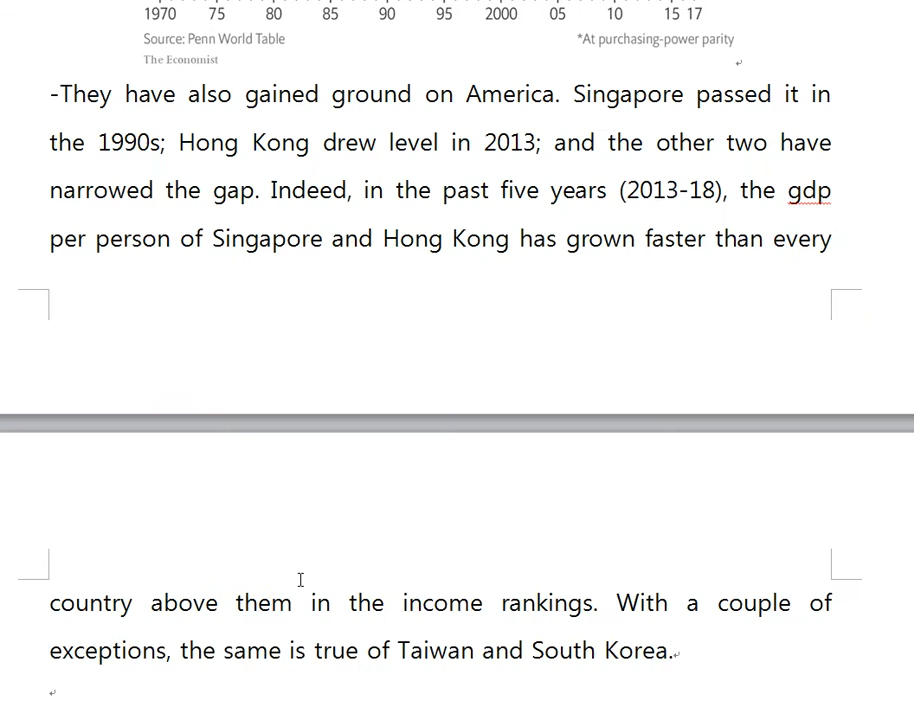 1970 75 80 85 90 95 2000 05 10 15 17
Source: Penn World Table *At purchasing-power parity
The Economist
-They have also gained ground on America. Singapore passed it in
the 1990s; Hong Kong drew level in 2013; and the other two have
narrowed the gap. Indeed, in the past five years (2013-18), the gdp
per person of Singapore and Hong Kong has grown faster than every
country above them in the income rankings. With a couple of
exceptions, the same is true of Taiwan and South Korea.